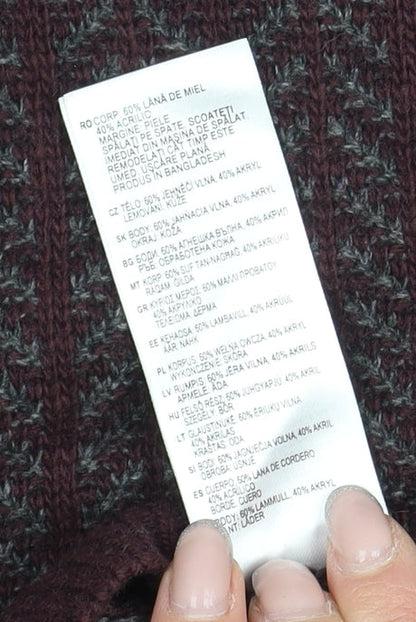 RO CORP. 60% LÂNĂ DE MIEL
40% ACRILIC
MARGINE: PIELE
SPĂLAȚI PE SPATE. SCOATEȚI
IMEDIAT DIN MAȘINA DE SPĂLAT.
REMODELAȚI CÂT TIMP ESTE
UMED. USCARE PLANĂ
PRODUS ÎN BANGLADESH
CZ TĚLO: 60% JEHNĚČÍ VLNA, 40% AKRYL
LEMOVÁNÍ: KŮŽE
SK BODY: 60% JAHŇACIA VLNA, 40% AKRYL
OKRAJ: KOŽA
BG БОДИ: 60% АГНЕШКА ВЪЛНА, 40% АКРИЛ
РЪБ: ОБРАБОТЕНА КОЖА
MT KORP: 60% SUF TAN-NAGĦAĠ, 40% AKRILIKU
GILDA
GR ΚΥΡΙΟΣ ΜΕΡΟΣ: 60% ΜΑΛΛΙ ΠΡΟΒΑΤΟΥ
40% ΑΚΡΥΛΙΚΟ
ΤΕΛΕΙΩΜΑ: ΔΕΡΜΑ
EE KEHAOSA: 60% LAMBAVILL, 40% AKRÜÜL
ÄÄR: NAHK
PL KORPUS: 60% WEŁNA OWCZA, 40% AKRYL
WYKOŃCZENIE: SKÓRA
LV RUMPIS: 60% JĒRA VILNA, 40% AKRILS
APMALE: ĀDA
HU FELSŐ RÉSZ: 60% JUHGYAPJÚ, 40% AKRIL
SZEGÉLY: BŐR
LT GLAUSTINUKĖ: 60% ĖRIUKŲ VILNA
40% AKRILAS
KRAŠTAS: ODA
SI BODI: 60% JAGNJEČJA VOLNA, 40% AKRIL
OBROBA: USNJE
ES CUERPO: 60% LANA DE CORDERO
40% ACRÍLICO
BORDE: CUERO
BODY: 60% LAMMULL, 40% AKRYL
KANT: LÄDER